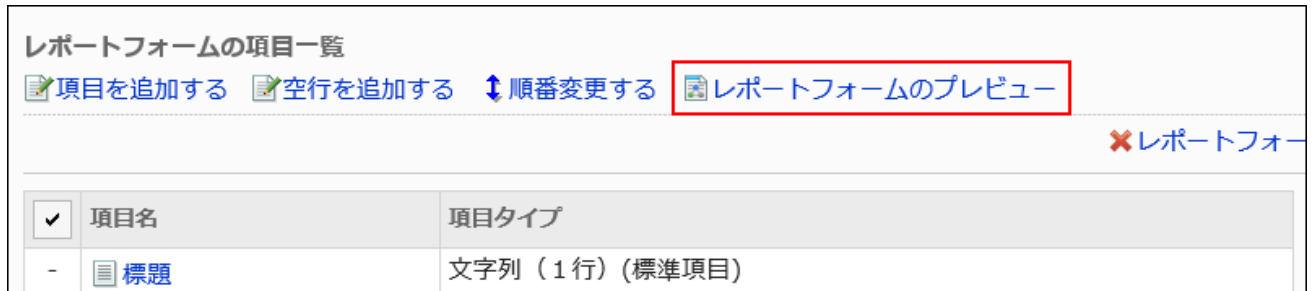 レポートフォームの項目一覧
項目を追加する 空行を追加する 順番変更する レポートフォームのプレビュー
レポートフォー
項目名 項目タイプ
- 標題 文字列（1行）(標準項目)